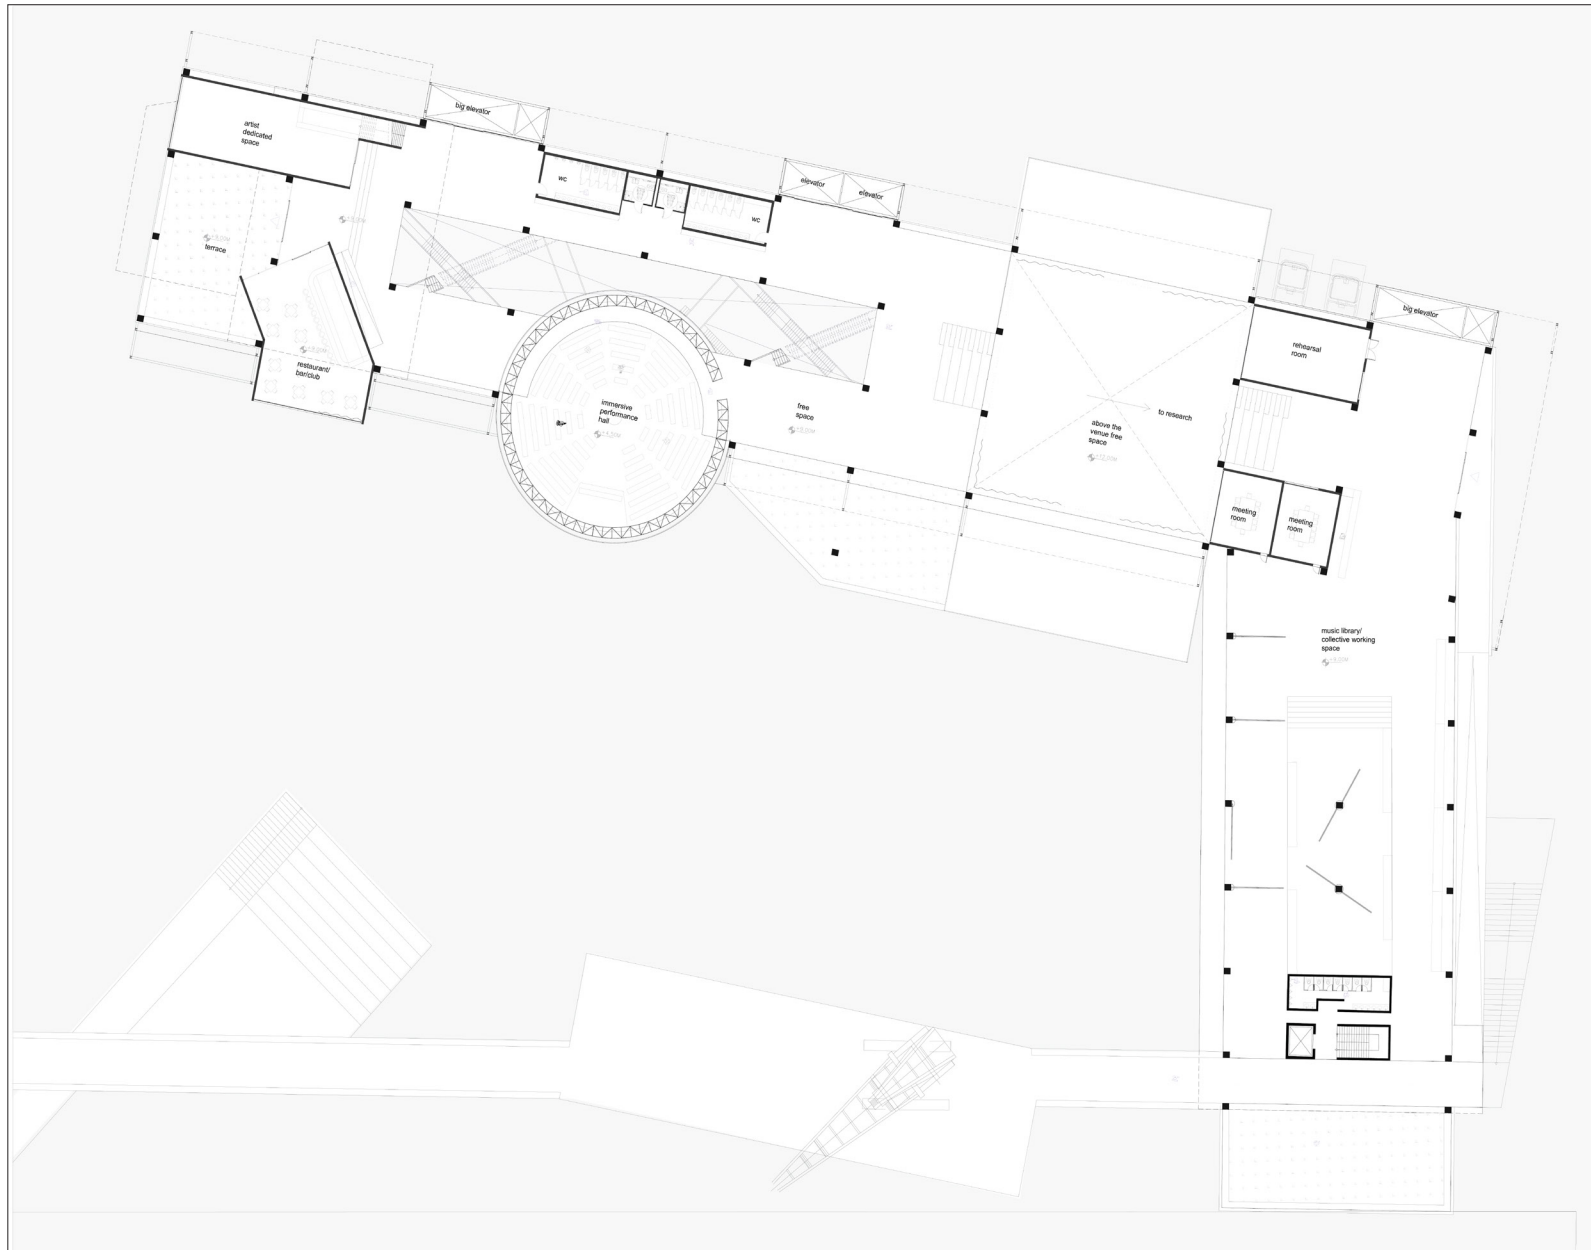 big elevator
artist
dedicated
space
wc
elevator
elevator
wc
terrace
big elevator
rehearsal
room
restaurant/
bar/club
immersive
performance
hall
free
space
to research
above the
venue free
space
meeting
room
meeting
room
music library/
collective working
space